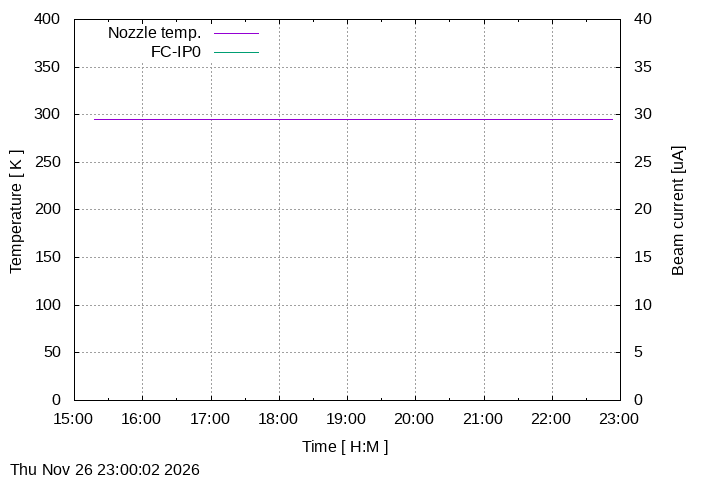 Nozzle temp.
FC-IP0
400
350
300
250
200
150
100
50
0
40
35
30
25
20
15
10
5
0
Temperature [ K ]
Beam current [uA]
15:00 16:00 17:00 18:00 19:00 20:00 21:00 22:00 23:00
Time [ H:M ]
Thu Nov 26 23:00:02 2026